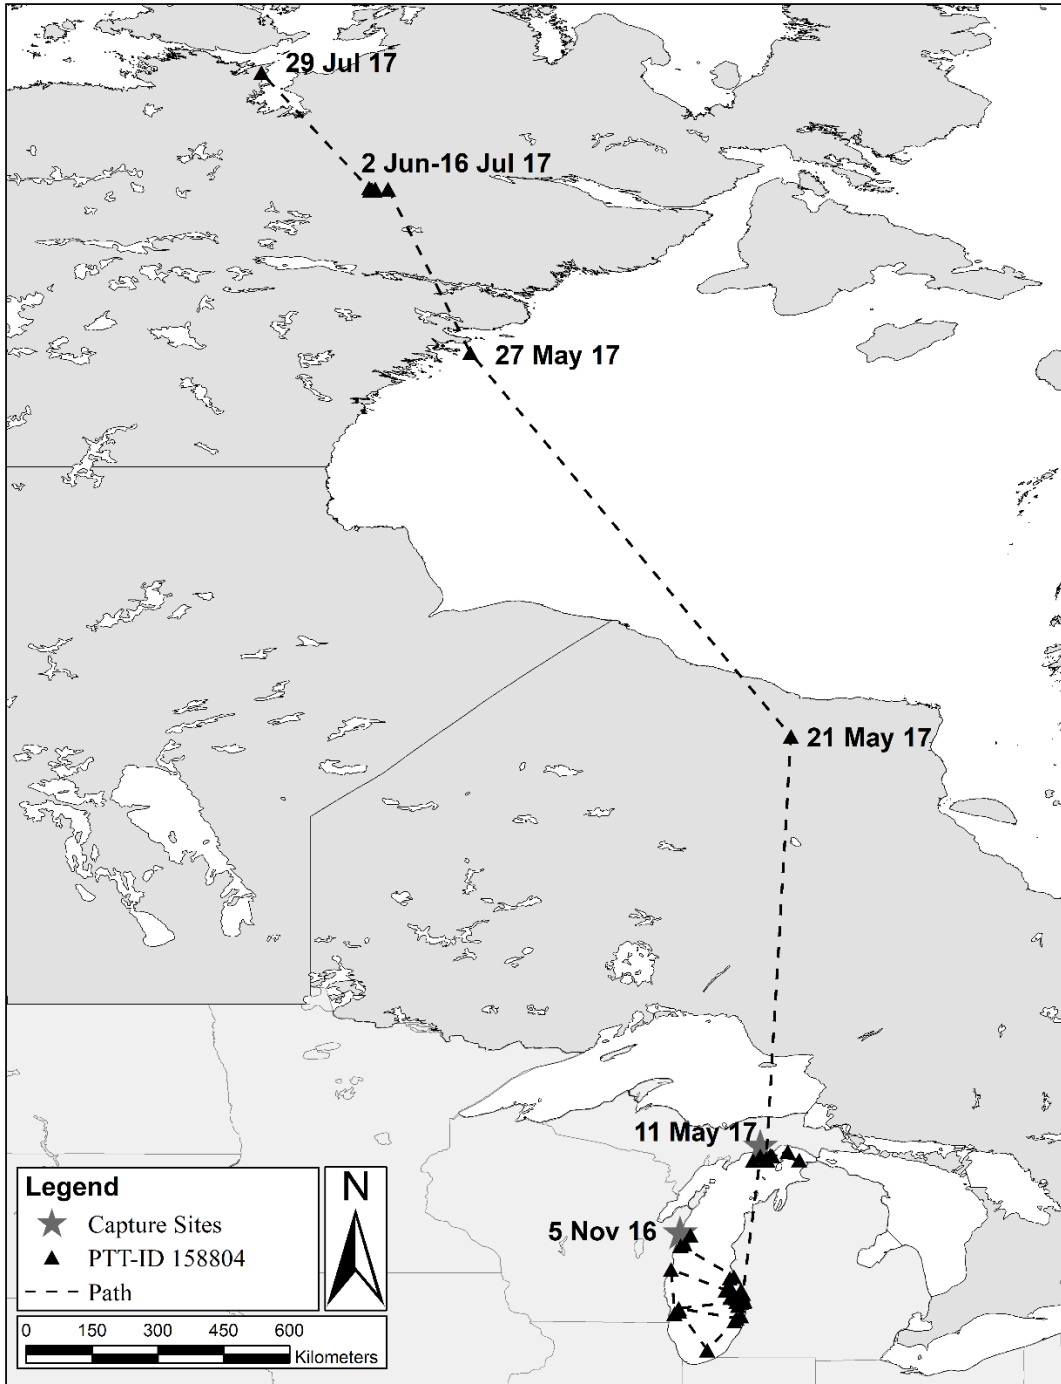 29 Jul 17
2 Jun-16 Jul 17
27 May 17
21 May 17
11 May 17
5 Nov 16
Legend
Capture Sites
PTT-ID 158804
Path
N
0 150 300 450 600
Kilometers